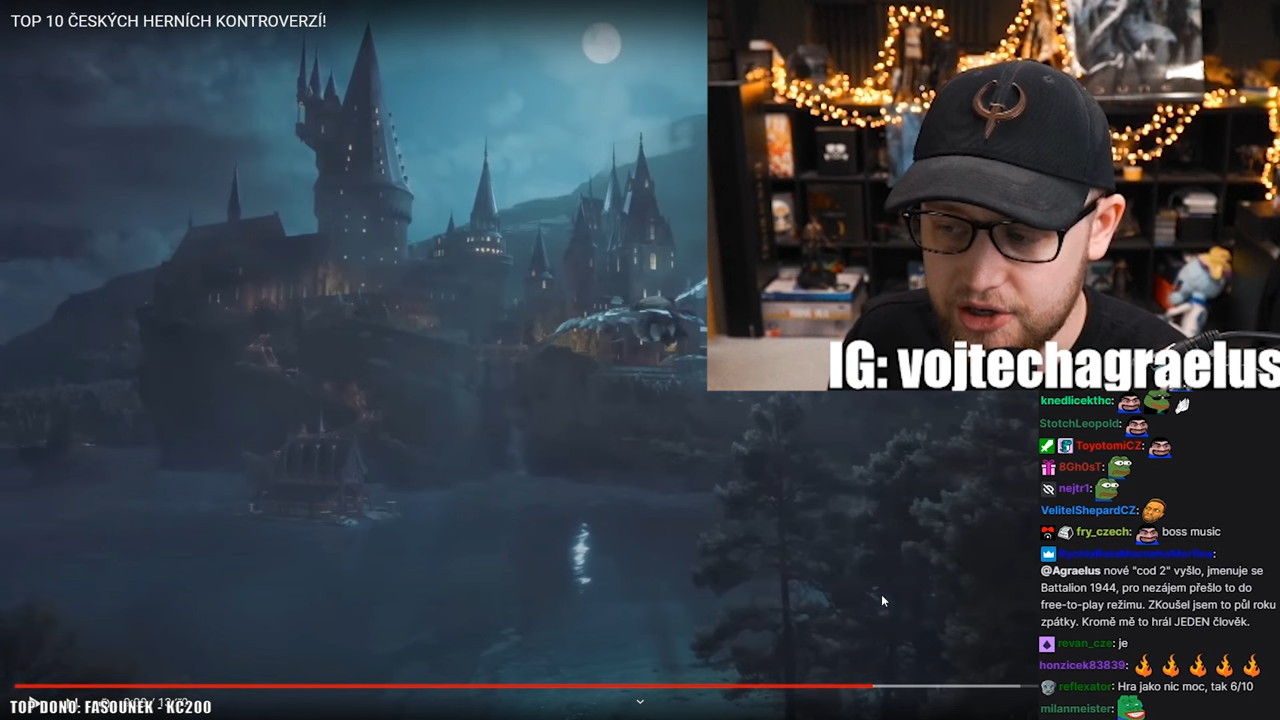 TOP 10 ČESKÝCH HERNÍCH KONTROVERZÍ!
IG: vojtechagraelus
knedlicekthc:
StotchLeopold:
ToyotomiCZ:
8Gh0sT:
nejtr1:
VelitelShepardCZ:
fry_czech: boss music
@Agraelus nové "cod 2" vyšlo, jmenuje se
Battalion 1944, pro nezájem přešlo to do
free-to-play režimu. ZKoušel jsem to půl roku
zpátky. Kromě mě to hrál JEDEN člověk.
revan_cze: je
honzicek83839:
reflexator: Hra jako nic moc, tak 6/10
milanmeister:
TOP DONO: FASOUNEK - KC200